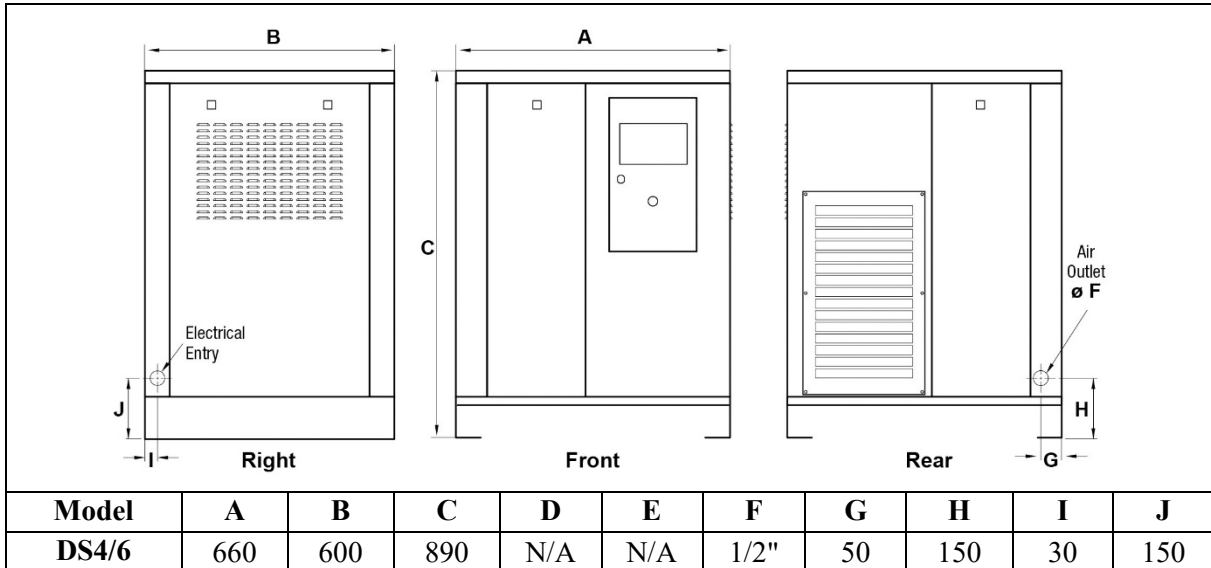 B
A
C
Electrical
Entry
J
I
Right
Front
Air
Outlet
ø F
H
Rear
G
Model A B C D E F G H I J
DS4/6 660 600 890 N/A N/A 1/2" 50 150 30 150